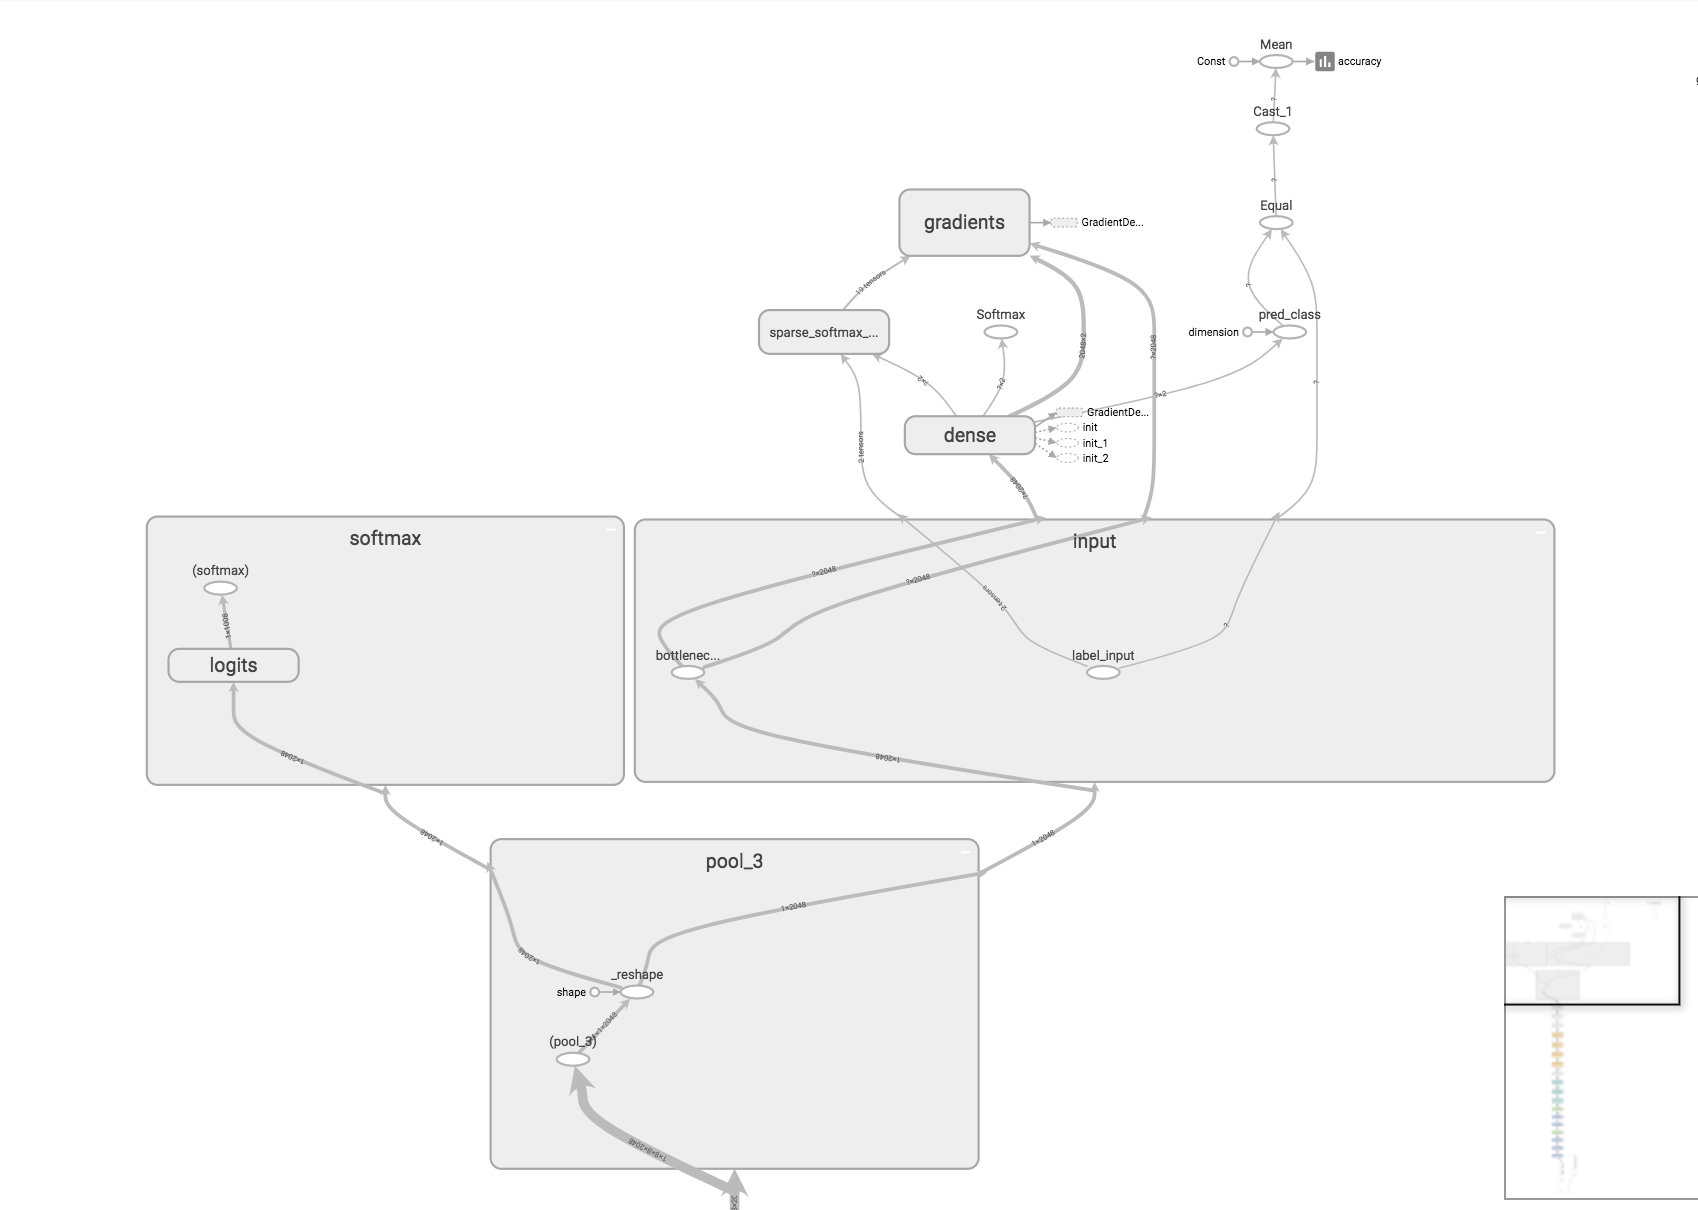 Mean
Const
accuracy
?
Cast_1
?
Equal
gradients
GradientDe...
?
19 tensors
Softmax
pred_class
dimension
sparse_softmax_...
2048×2
?×2048
?×2
?×2
?
?×2
GradientDe...
init
init_1
init_2
dense
2 tensors
?×2048
softmax
input
(softmax)
?×2048
?×2048
2 tensors
1×1008
?
logits
bottlenec...
label_input
1×2048
1×2048
1×2048
1×2048
pool_3
1×2048
1×2048
_reshape
shape
1×1×2048
(pool_3)
1×8×8×2048